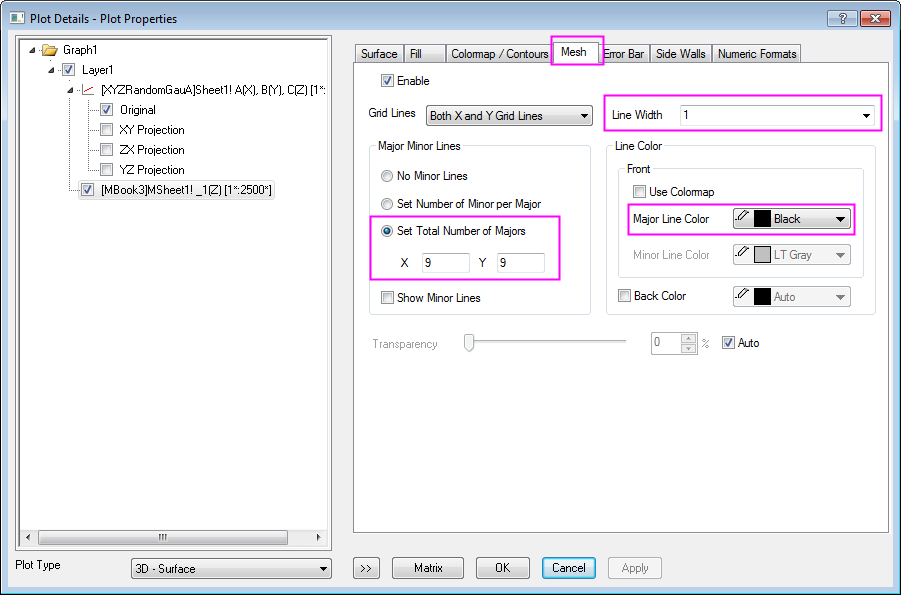 Plot Details - Plot Properties
?
Graph1
Layer1
[XYZRandomGauA]Sheet1! A(X), B(Y), C(Z) [1*:
Original
XY Projection
ZX Projection
YZ Projection
[MBook3]MSheet1! _1(Z) [1*:2500*]
Surface Fill Colormap / Contours Mesh Error Bar Side Walls Numeric Formats
Enable
Grid Lines Both X and Y Grid Lines Line Width 1
Major Minor Lines
No Minor Lines
Set Number of Minor per Major
Set Total Number of Majors
X 9 Y 9
Show Minor Lines
Line Color
Front
Use Colormap
Major Line Color Black
Minor Line Color LT Gray
Back Color Auto
Transparency 0 % Auto
Plot Type 3D - Surface >> Matrix OK Cancel Apply